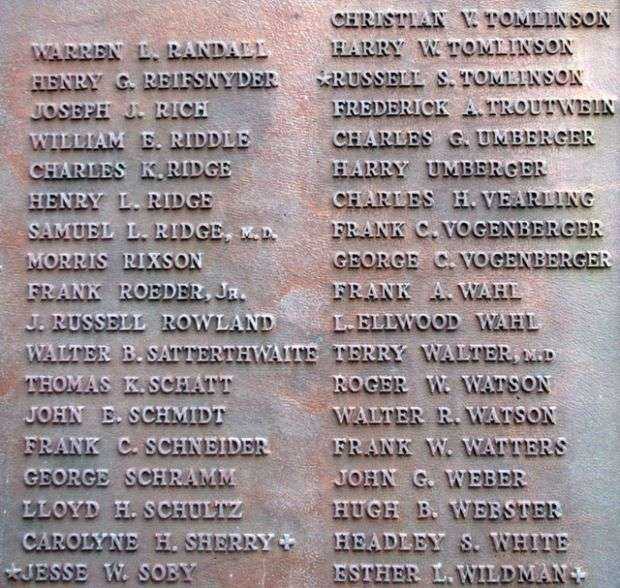 WARREN L. RANDALL
HENRY G. REIFSNYDER
JOSEPH J. RICH
WILLIAM E. RIDDLE
CHARLES K. RIDGE
HENRY L. RIDGE
SAMUEL L. RIDGE, M.D.
MORRIS RIXSON
FRANK ROEDER, JR.
J. RUSSELL ROWLAND
WALTER B. SATTERTHWAITE
THOMAS K. SCHATT
JOHN E. SCHMIDT
FRANK C. SCHNEIDER
GEORGE SCHRAMM
LLOYD H. SCHULTZ
CAROLYNE H. SHERRY ✢
★JESSE W. SOBY
CHRISTIAN V. TOMLINSON
HARRY W. TOMLINSON
★RUSSELL S. TOMLINSON
FREDERICK A. TROUTWEIN
CHARLES G. UMBERGER
HARRY UMBERGER
CHARLES H. VEARLING
FRANK C. VOGENBERGER
GEORGE C. VOGENBERGER
FRANK A. WAHL
L. ELLWOOD WAHL
TERRY WALTER, M.D
ROGER W. WATSON
WALTER R. WATSON
FRANK W. WATTERS
JOHN G. WEBER
HUGH B. WEBSTER
HEADLEY S. WHITE
ESTHER L. WILDMAN ✢